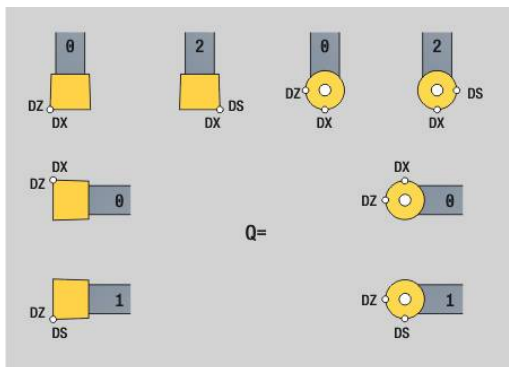 0 2 0 2
DZ DS DZ DS
DX DX DX DX
DX DX
DZ 0 DZ 0
Q=
DZ 1 DZ 1
DS DS